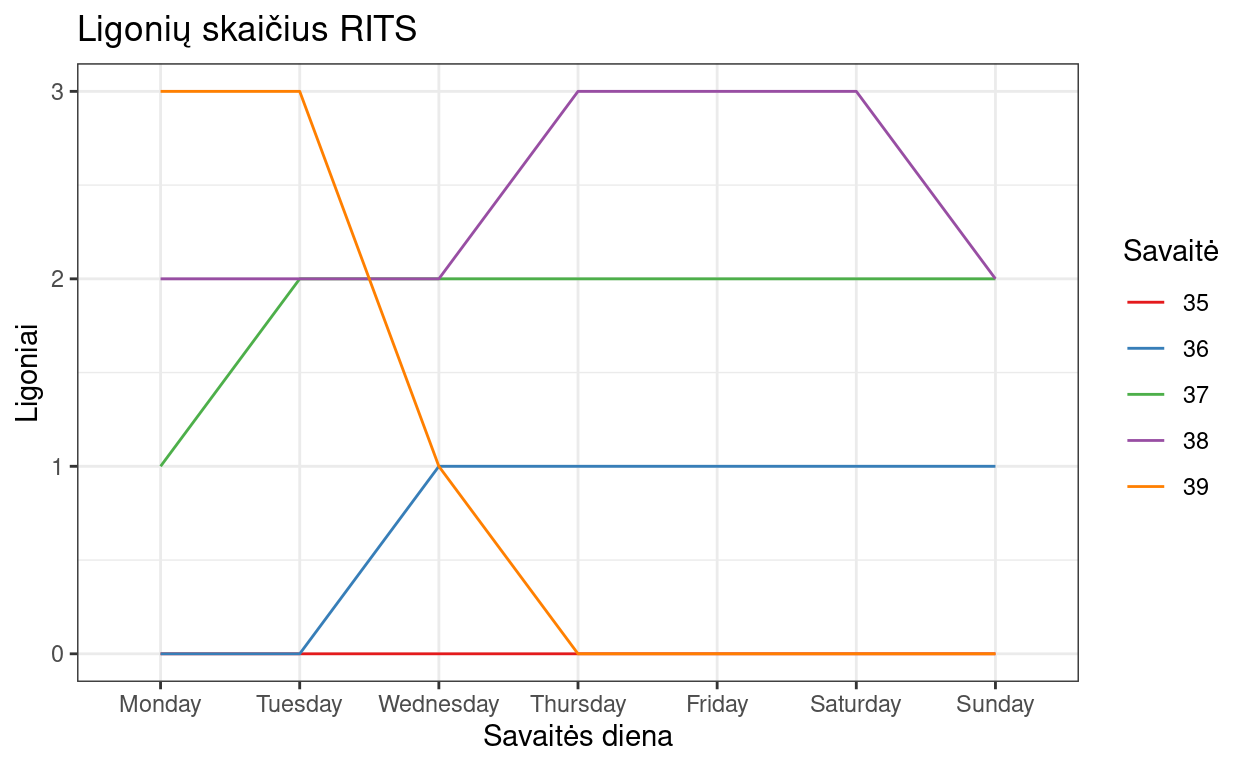 Ligonių skaičius RITS
3
2
1
0
Ligoniai
Monday Tuesday Wednesday Thursday Friday Saturday Sunday
Savaitės diena
Savaitė
35
36
37
38
39